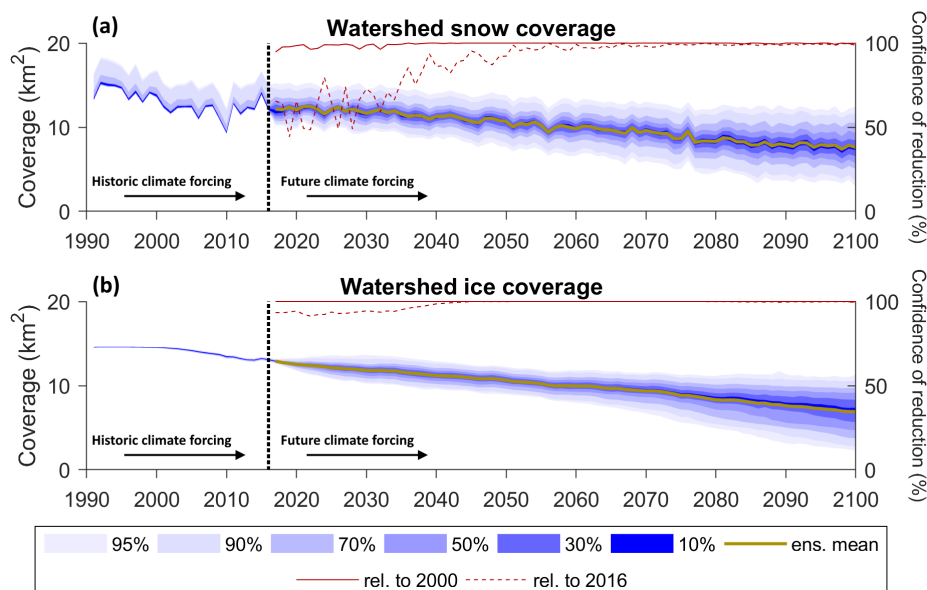 (a)
Watershed snow coverage
20
10
0
Coverage (km²)
100
50
0
Confidence of reduction (%)
Historic climate forcing
Future climate forcing
1990 2000 2010 2020 2030 2040 2050 2060 2070 2080 2090 2100
(b)
Watershed ice coverage
20
10
0
Coverage (km²)
100
50
0
Confidence of reduction (%)
Historic climate forcing
Future climate forcing
1990 2000 2010 2020 2030 2040 2050 2060 2070 2080 2090 2100
95% 90% 70% 50% 30% 10% ens. mean
rel. to 2000 rel. to 2016